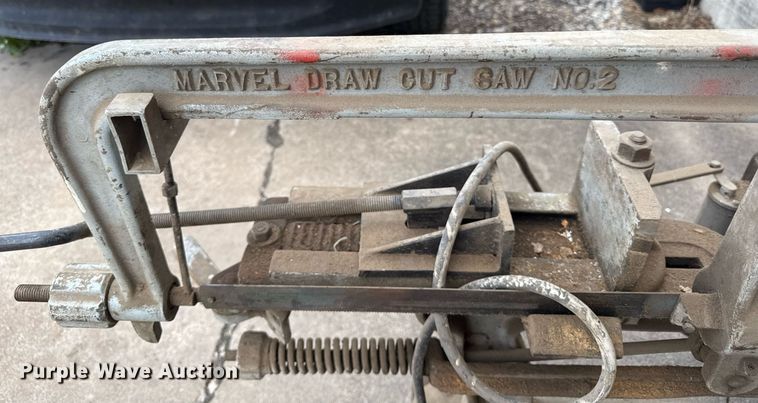 MARVEL DRAW CUT SAW NO.2
Purple Wave Auction